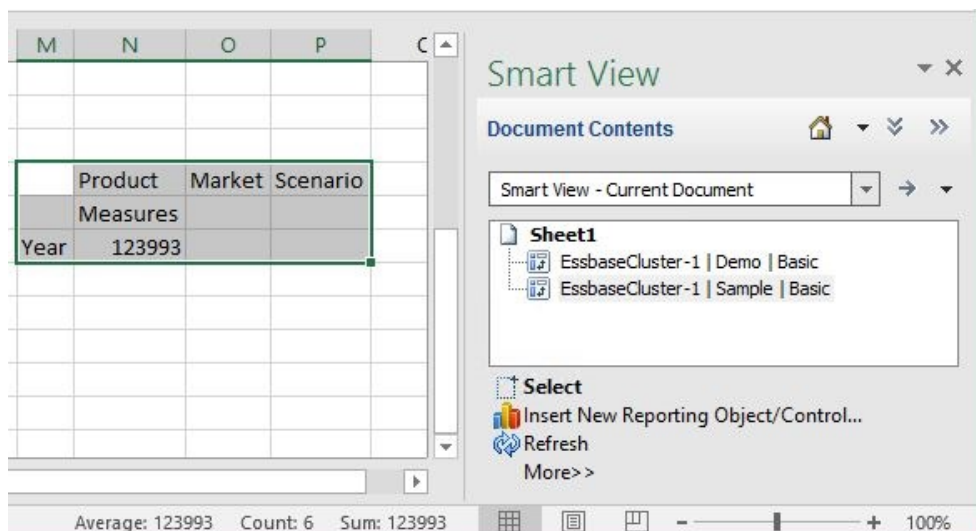 M N O P C
Product Market Scenario
Measures
Year 123993
Smart View
Document Contents
Smart View - Current Document
Sheet1
EssbaseCluster-1 | Demo | Basic
EssbaseCluster-1 | Sample | Basic
Select
Insert New Reporting Object/Control...
Refresh
More>>
Average: 123993 Count: 6 Sum: 123993 100%